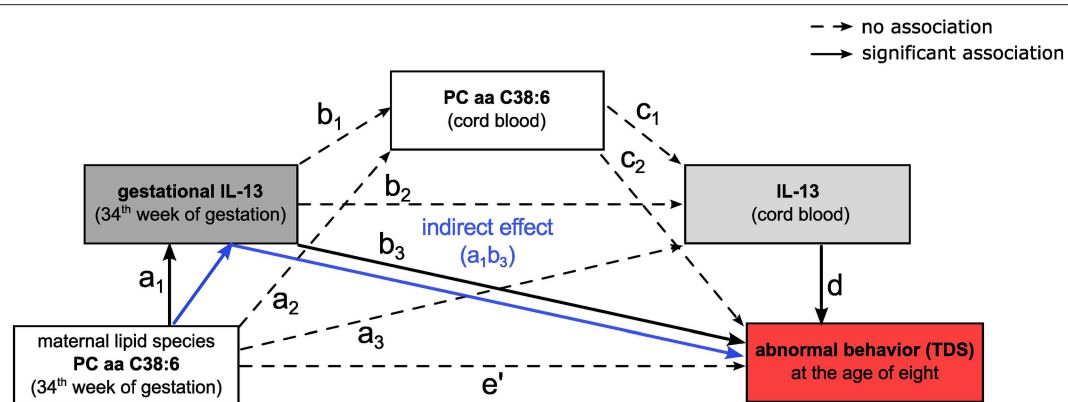 no association
significant association
PC aa C38:6
(cord blood)
b₁
c₁
c₂
gestational IL-13
(34th week of gestation)
b₂
IL-13
(cord blood)
indirect effect
(a₁b₃)
b₃
a₁
a₂
a₃
d
maternal lipid species
PC aa C38:6
(34th week of gestation)
e'
abnormal behavior (TDS)
at the age of eight